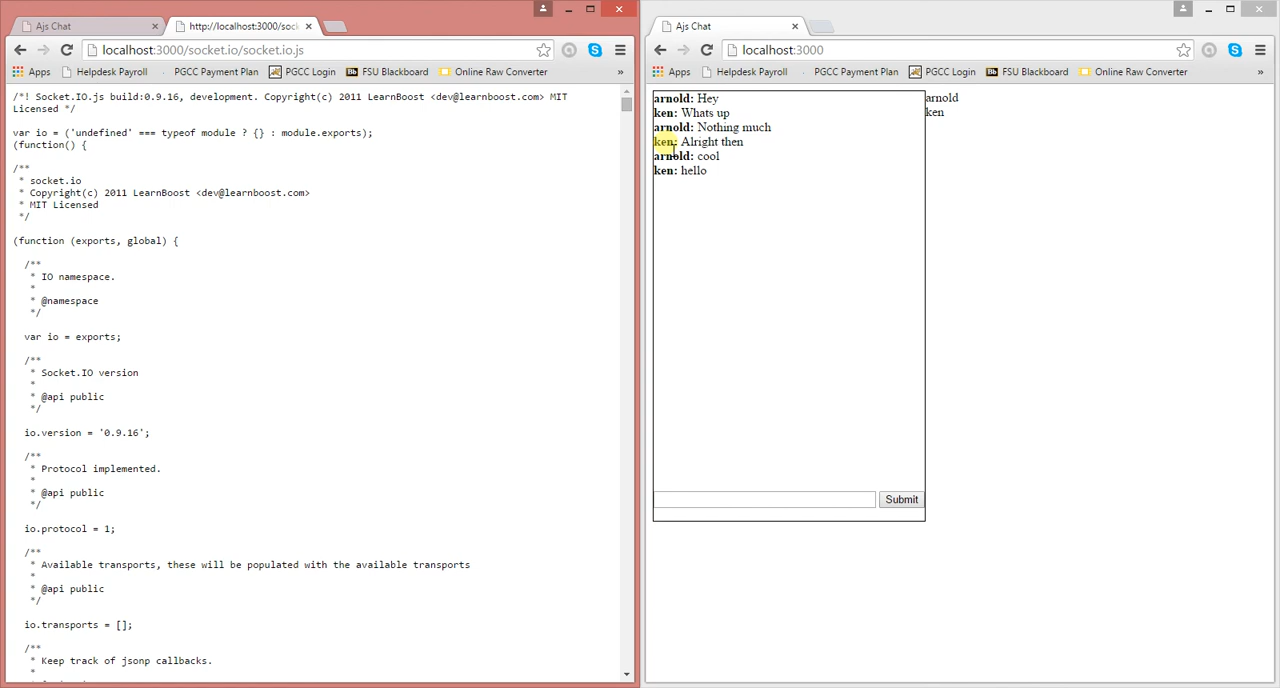 Ajs Chat
http://localhost:3000/sock
localhost:3000/socket.io/socket.io.js
Apps
Helpdesk Payroll
PGCC Payment Plan
PGCC Login
Bb FSU Blackboard
Online Raw Converter
»
/*! Socket.IO.js build:0.9.16, development. Copyright(c) 2011 LearnBoost <dev@learnboost.com> MIT
Licensed */
var io = ('undefined' === typeof module ? {} : module.exports);
(function() {
/**
* socket.io
* Copyright(c) 2011 LearnBoost <dev@learnboost.com>
* MIT Licensed
*/
(function (exports, global) {
/**
* IO namespace.
*
* @namespace
*/
var io = exports;
/**
* Socket.IO version
*
* @api public
*/
io.version = '0.9.16';
/**
* Protocol implemented.
*
* @api public
*/
io.protocol = 1;
/**
* Available transports, these will be populated with the available transports
*
* @api public
*/
io.transports = [];
/**
* Keep track of jsonp callbacks.
*
Ajs Chat
localhost:3000
Apps
Helpdesk Payroll
PGCC Payment Plan
PGCC Login
Bb FSU Blackboard
Online Raw Converter
»
arnold: Hey
ken: Whats up
arnold: Nothing much
ken: Alright then
arnold: cool
ken: hello
Submit
arnold
ken